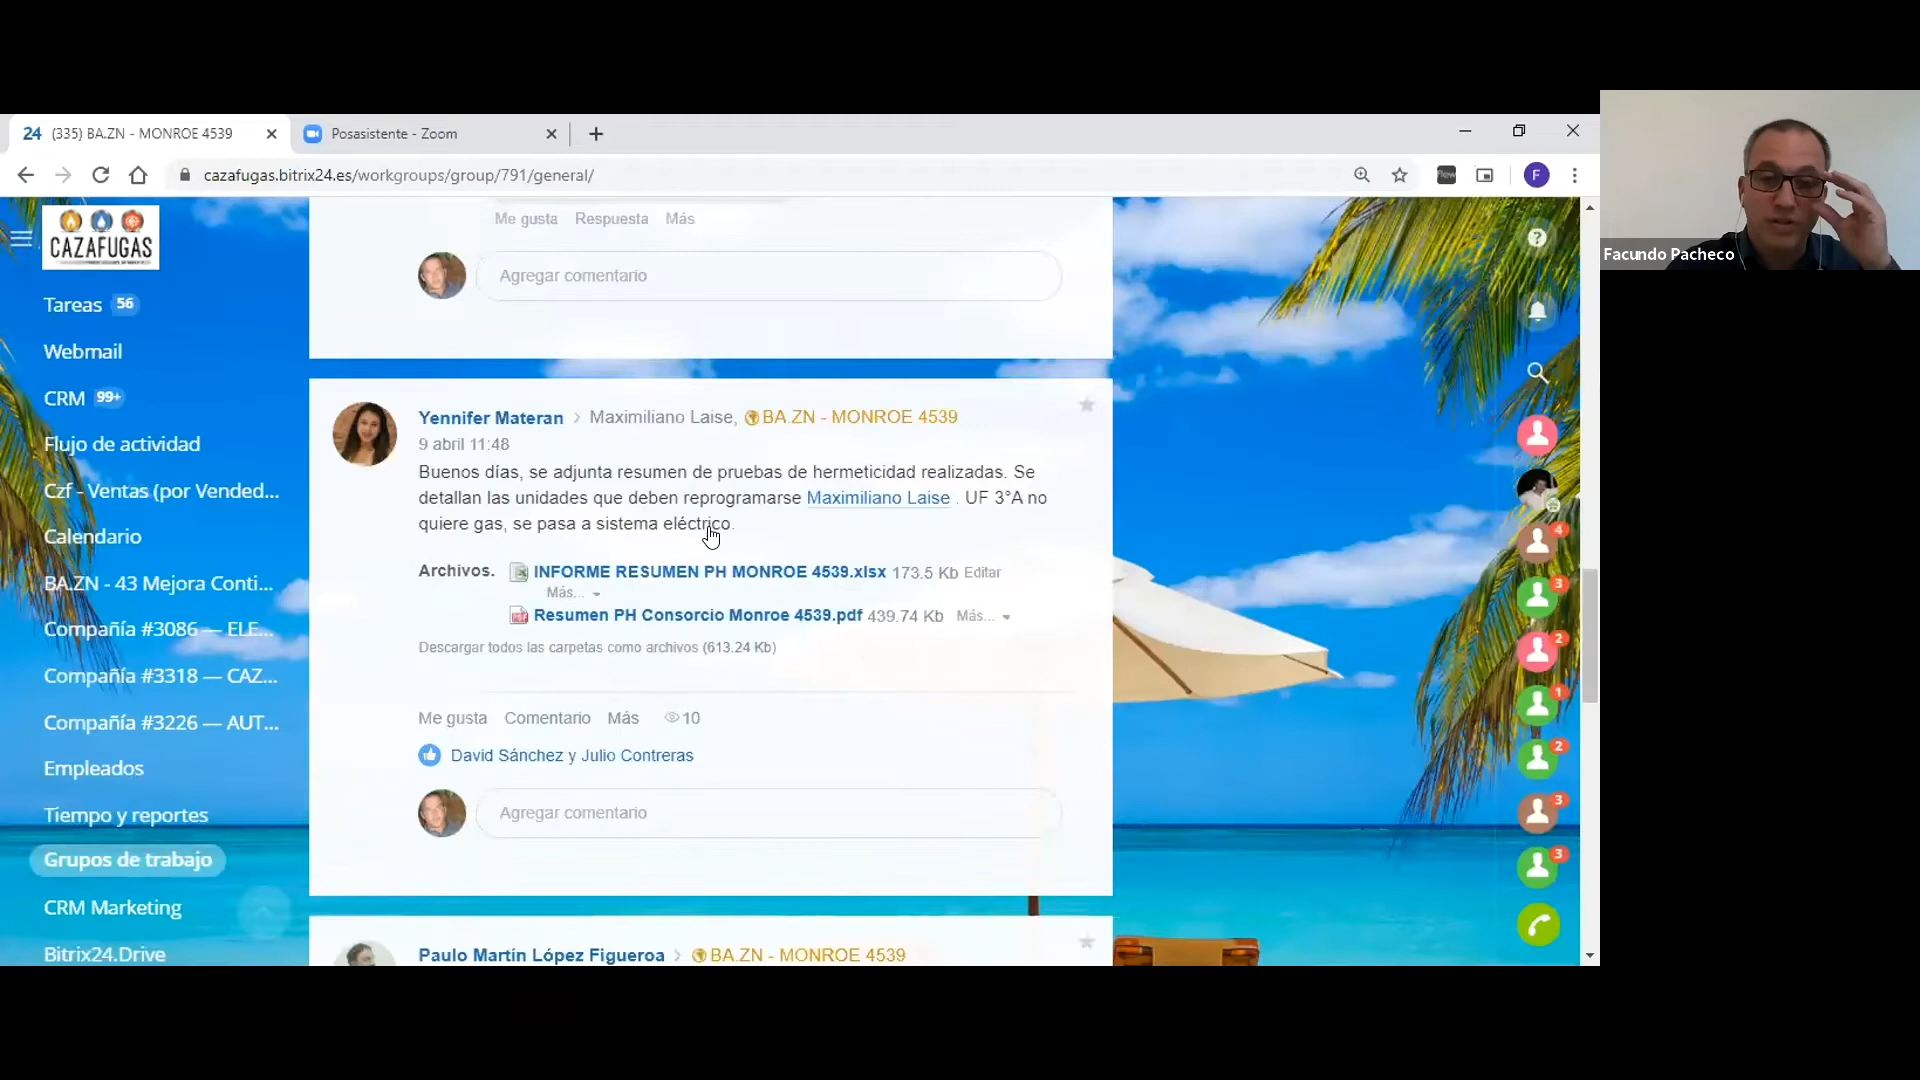 24 (335) BA.ZN - MONROE 4539
Posasistente - Zoom
cazafugas.bitrix24.es/workgroups/group/791/general/
F
Facundo Pacheco
CAZAFUGAS
Tareas 56
Webmail
CRM 99+
Flujo de actividad
Czf - Ventas (por Vended...
Calendario
BA.ZN - 43 Mejora Conti...
Compañía #3086 — ELE...
Compañía #3318 — CAZ...
Compañía #3226 — AUT...
Empleados
Tiempo y reportes
Grupos de trabajo
CRM Marketing
Bitrix24.Drive
Me gusta Respuesta Más
Agregar comentario
Yennifer Materan > Maximiliano Laise, BA.ZN - MONROE 4539
9 abril 11:48
Buenos días, se adjunta resumen de pruebas de hermeticidad realizadas. Se
detallan las unidades que deben reprogramarse Maximiliano Laise . UF 3°A no
quiere gas, se pasa a sistema eléctrico.
Archivos. INFORME RESUMEN PH MONROE 4539.xlsx 173.5 Kb Editar
Más...
Resumen PH Consorcio Monroe 4539.pdf 439.74 Kb Más...
Descargar todos las carpetas como archivos (613.24 Kb)
Me gusta Comentario Más 10
David Sánchez y Julio Contreras
Agregar comentario
Paulo Martín López Figueroa > BA.ZN - MONROE 4539
?
4
3
2
1
2
3
3